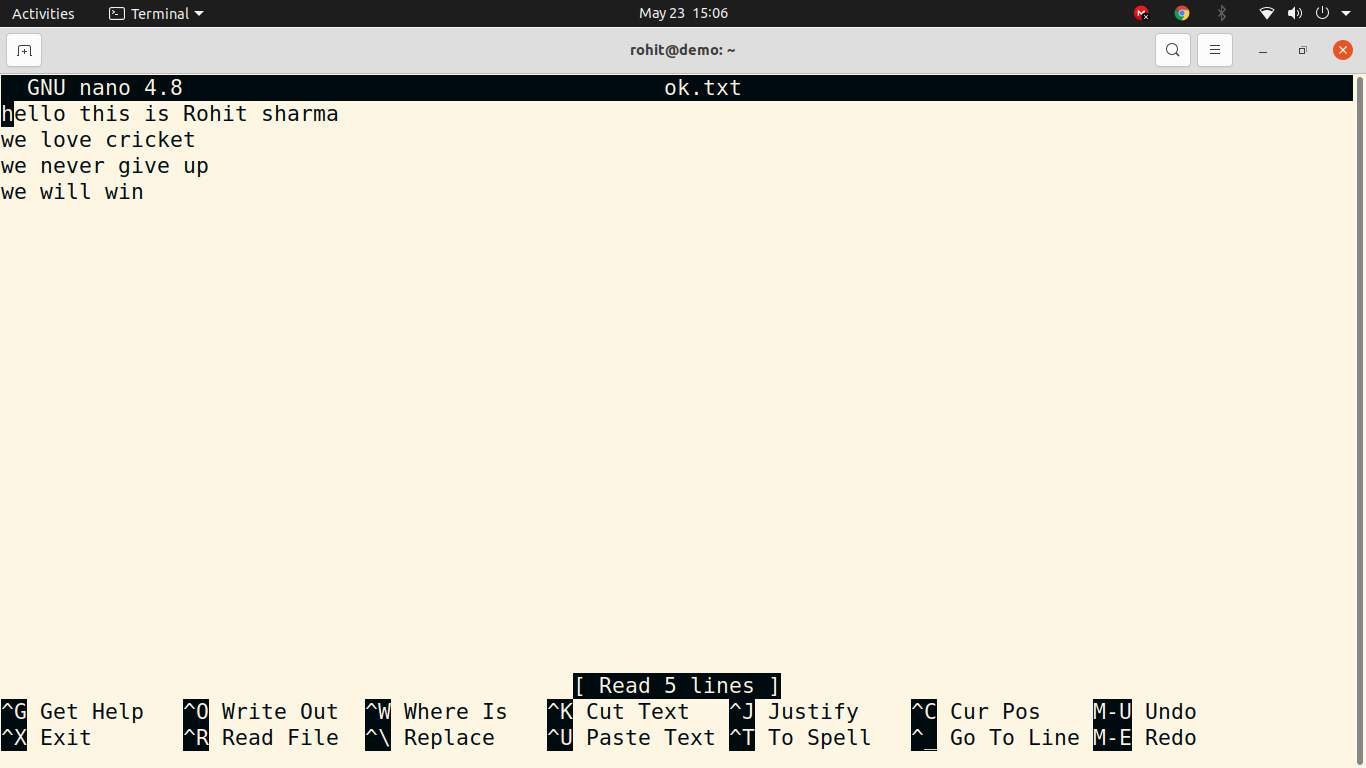 Activities Terminal May 23 15:06
rohit@demo: ~
GNU nano 4.8 ok.txt
hello this is Rohit sharma
we love cricket
we never give up
we will win
[ Read 5 lines ]
^G Get Help ^O Write Out ^W Where Is ^K Cut Text ^J Justify ^C Cur Pos M-U Undo
^X Exit ^R Read File ^\ Replace ^U Paste Text ^T To Spell ^_ Go To Line M-E Redo